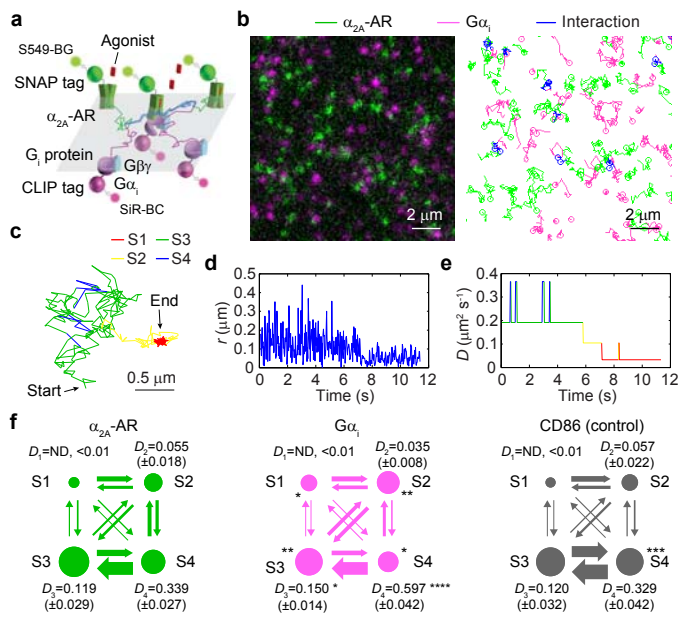 a
S549-BG
Agonist
SNAP tag
α2A-AR
Gi protein
Gβγ
CLIP tag
Gαi
SiR-BC
b
α2A-AR
Gαi
Interaction
2 μm
2 μm
c
S1
S3
S2
S4
End
Start
0.5 μm
d
r (μm)
0.5
0.4
0.3
0.2
0.1
0
0 2 4 6 8 10 12
Time (s)
e
D (μm² s⁻¹)
0.4
0.3
0.2
0.1
0
0 2 4 6 8 10 12
Time (s)
f
α2A-AR
D1=ND, <0.01
D2=0.055
(±0.018)
S1
S2
S3
S4
D3=0.119
(±0.029)
D4=0.339
(±0.027)
Gαi
D1=ND, <0.01
D2=0.035
(±0.008)
S1
S2
*
**
**
*
S3
S4
D3=0.150 *
(±0.014)
D4=0.597 ****
(±0.042)
CD86 (control)
D1=ND, <0.01
D2=0.057
(±0.022)
S1
S2
***
S3
S4
D3=0.120
(±0.032)
D4=0.329
(±0.042)